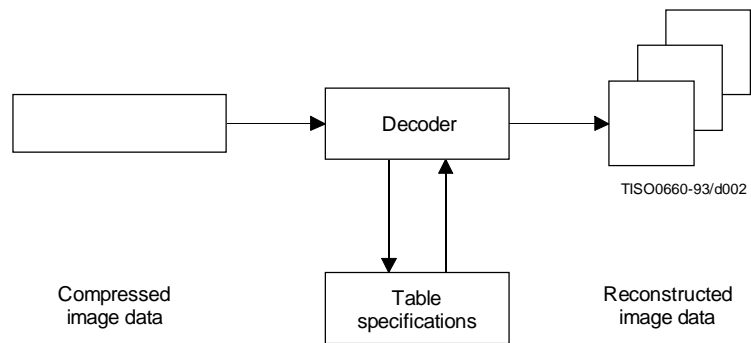 Decoder
TISO0660-93/d002
Compressed
image data
Table
specifications
Reconstructed
image data